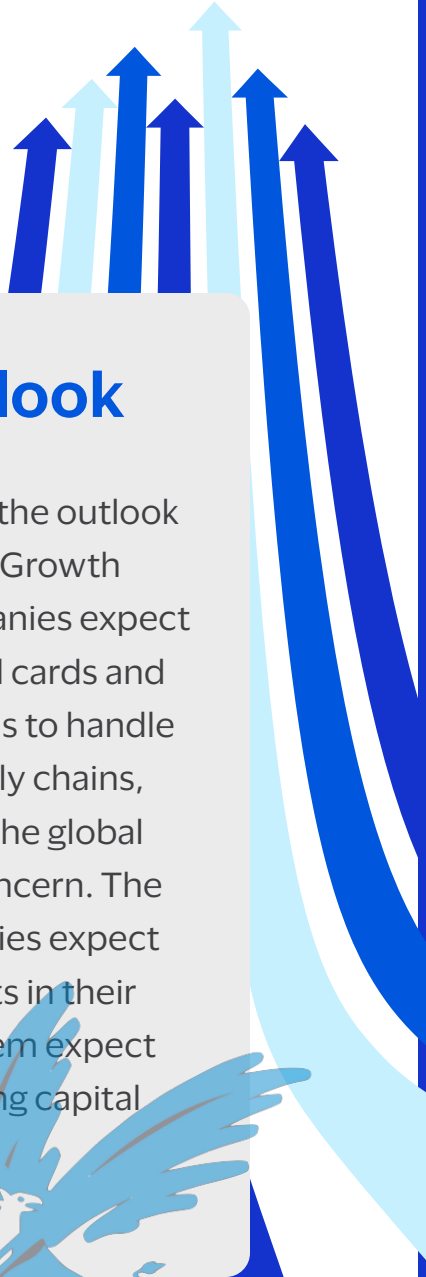 look
the outlook
Growth
anies expect
cards and
s to handle
ly chains,
he global
ncern. The
ies expect
ts in their
em expect
ng capital